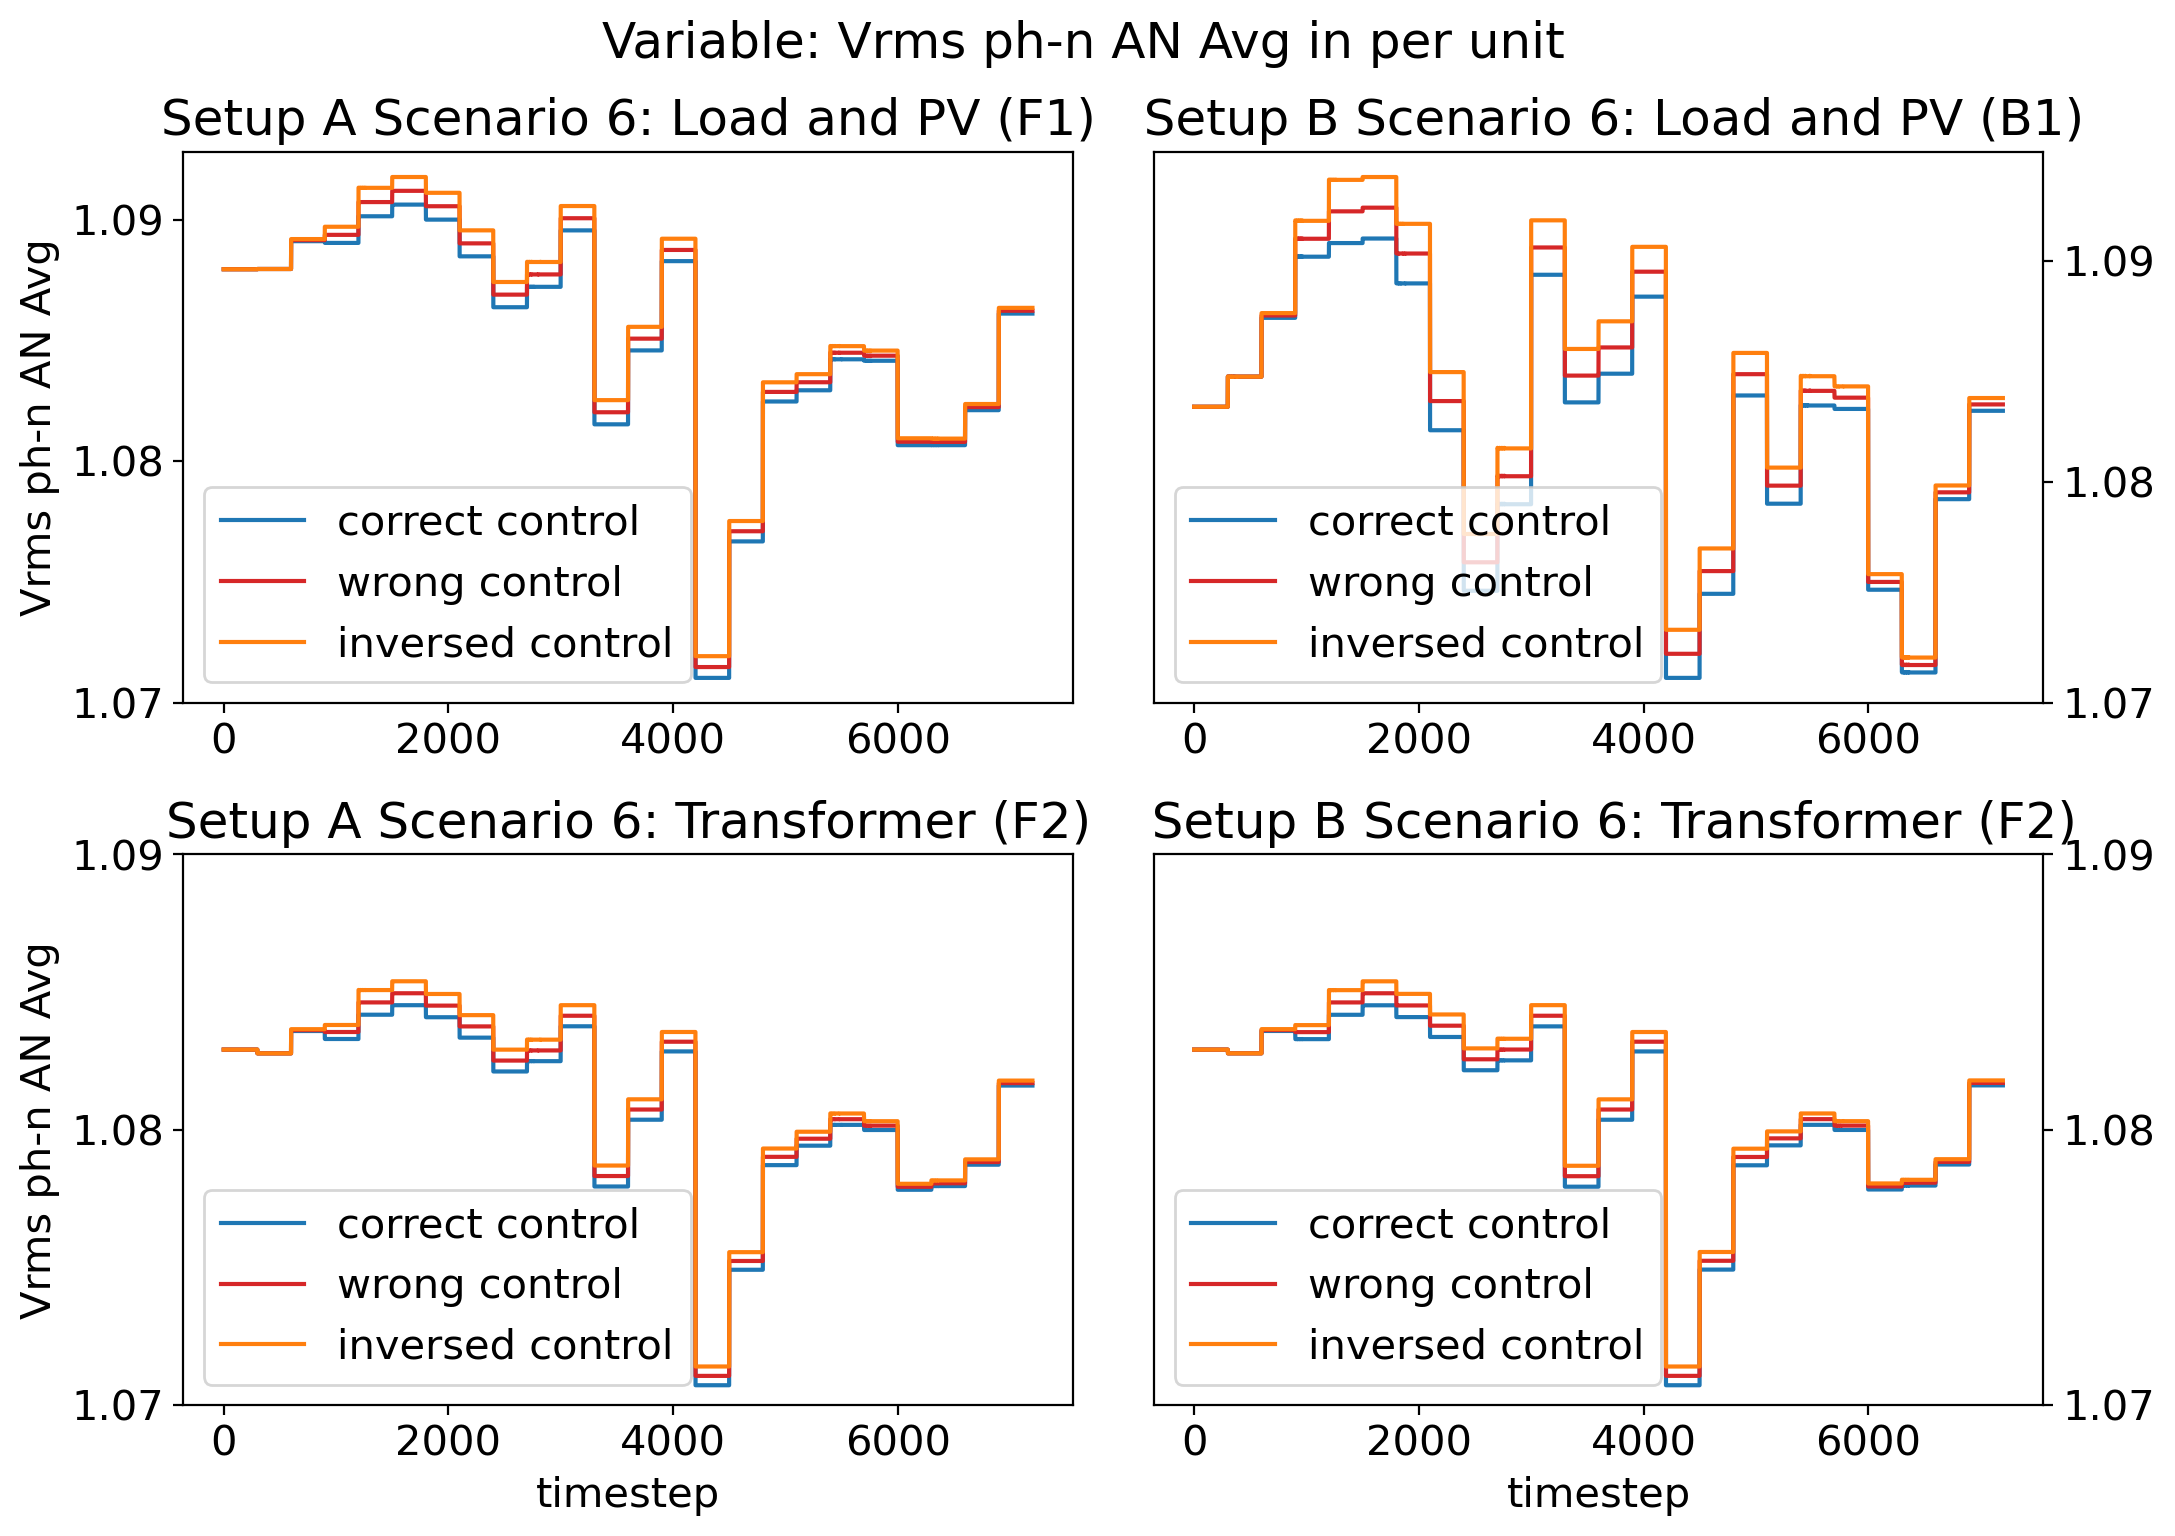 Variable: Vrms ph-n AN Avg in per unit
Setup A Scenario 6: Load and PV (F1)
Vrms ph-n AN Avg
1.09
1.08
1.07
0 2000 4000 6000
correct control
wrong control
inversed control
Setup B Scenario 6: Load and PV (B1)
1.09
1.08
1.07
0 2000 4000 6000
correct control
wrong control
inversed control
Setup A Scenario 6: Transformer (F2)
Vrms ph-n AN Avg
1.09
1.08
1.07
0 2000 4000 6000
timestep
correct control
wrong control
inversed control
Setup B Scenario 6: Transformer (F2)
1.09
1.08
1.07
0 2000 4000 6000
timestep
correct control
wrong control
inversed control